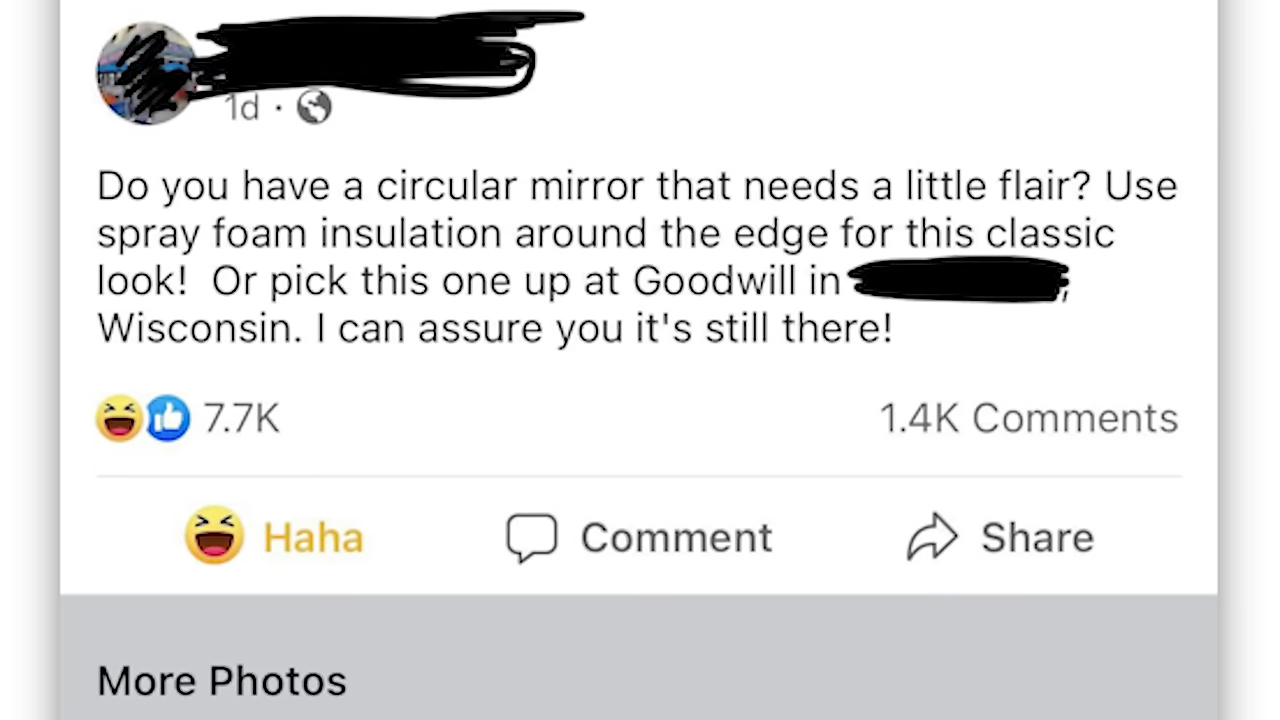 1d ·
Do you have a circular mirror that needs a little flair? Use
spray foam insulation around the edge for this classic
look!  Or pick this one up at Goodwill in ,
Wisconsin. I can assure you it's still there!
7.7K 1.4K Comments
Haha Comment Share
More Photos